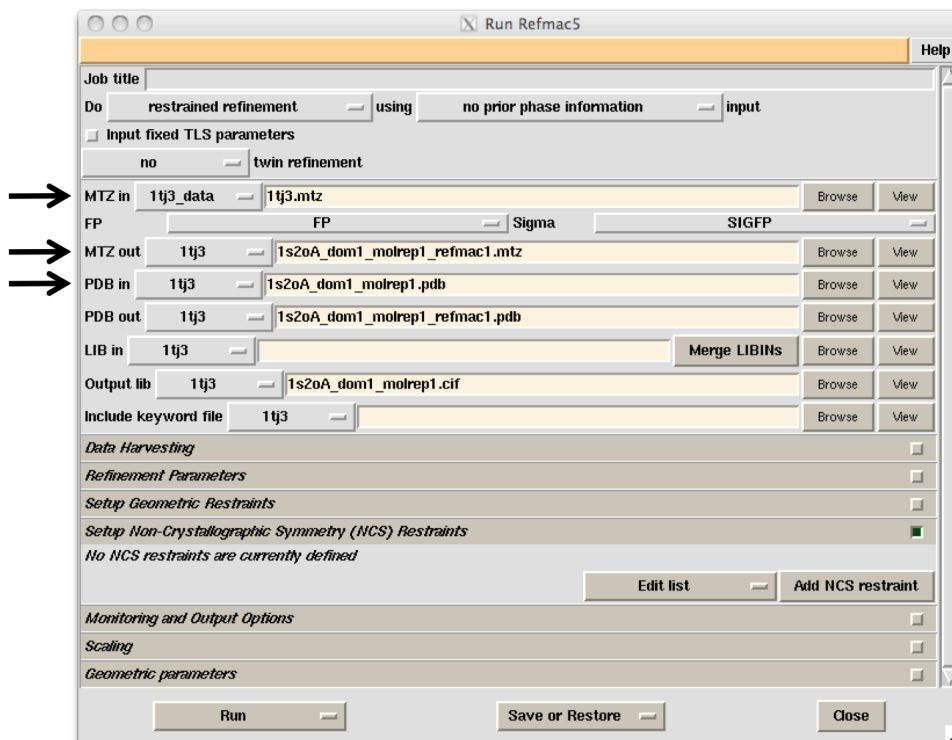 X Run Refmac5
Help
Job title
Do restrained refinement using no prior phase information input
Input fixed TLS parameters
no twin refinement
MTZ in 1tj3_data 1tj3.mtz Browse View
FP FP Sigma SIGFP
MTZ out 1tj3 1s2oA_dom1_molrep1_refmac1.mtz Browse View
PDB in 1tj3 1s2oA_dom1_molrep1.pdb Browse View
PDB out 1tj3 1s2oA_dom1_molrep1_refmac1.pdb Browse View
LIB in 1tj3 Merge LIBINs Browse View
Output lib 1tj3 1s2oA_dom1_molrep1.cif Browse View
Include keyword file 1tj3 Browse View
Data Harvesting
Refinement Parameters
Setup Geometric Restraints
Setup Non-Crystallographic Symmetry (NCS) Restraints
No NCS restraints are currently defined
Edit list Add NCS restraint
Monitoring and Output Options
Scaling
Geometric parameters
Run Save or Restore Close